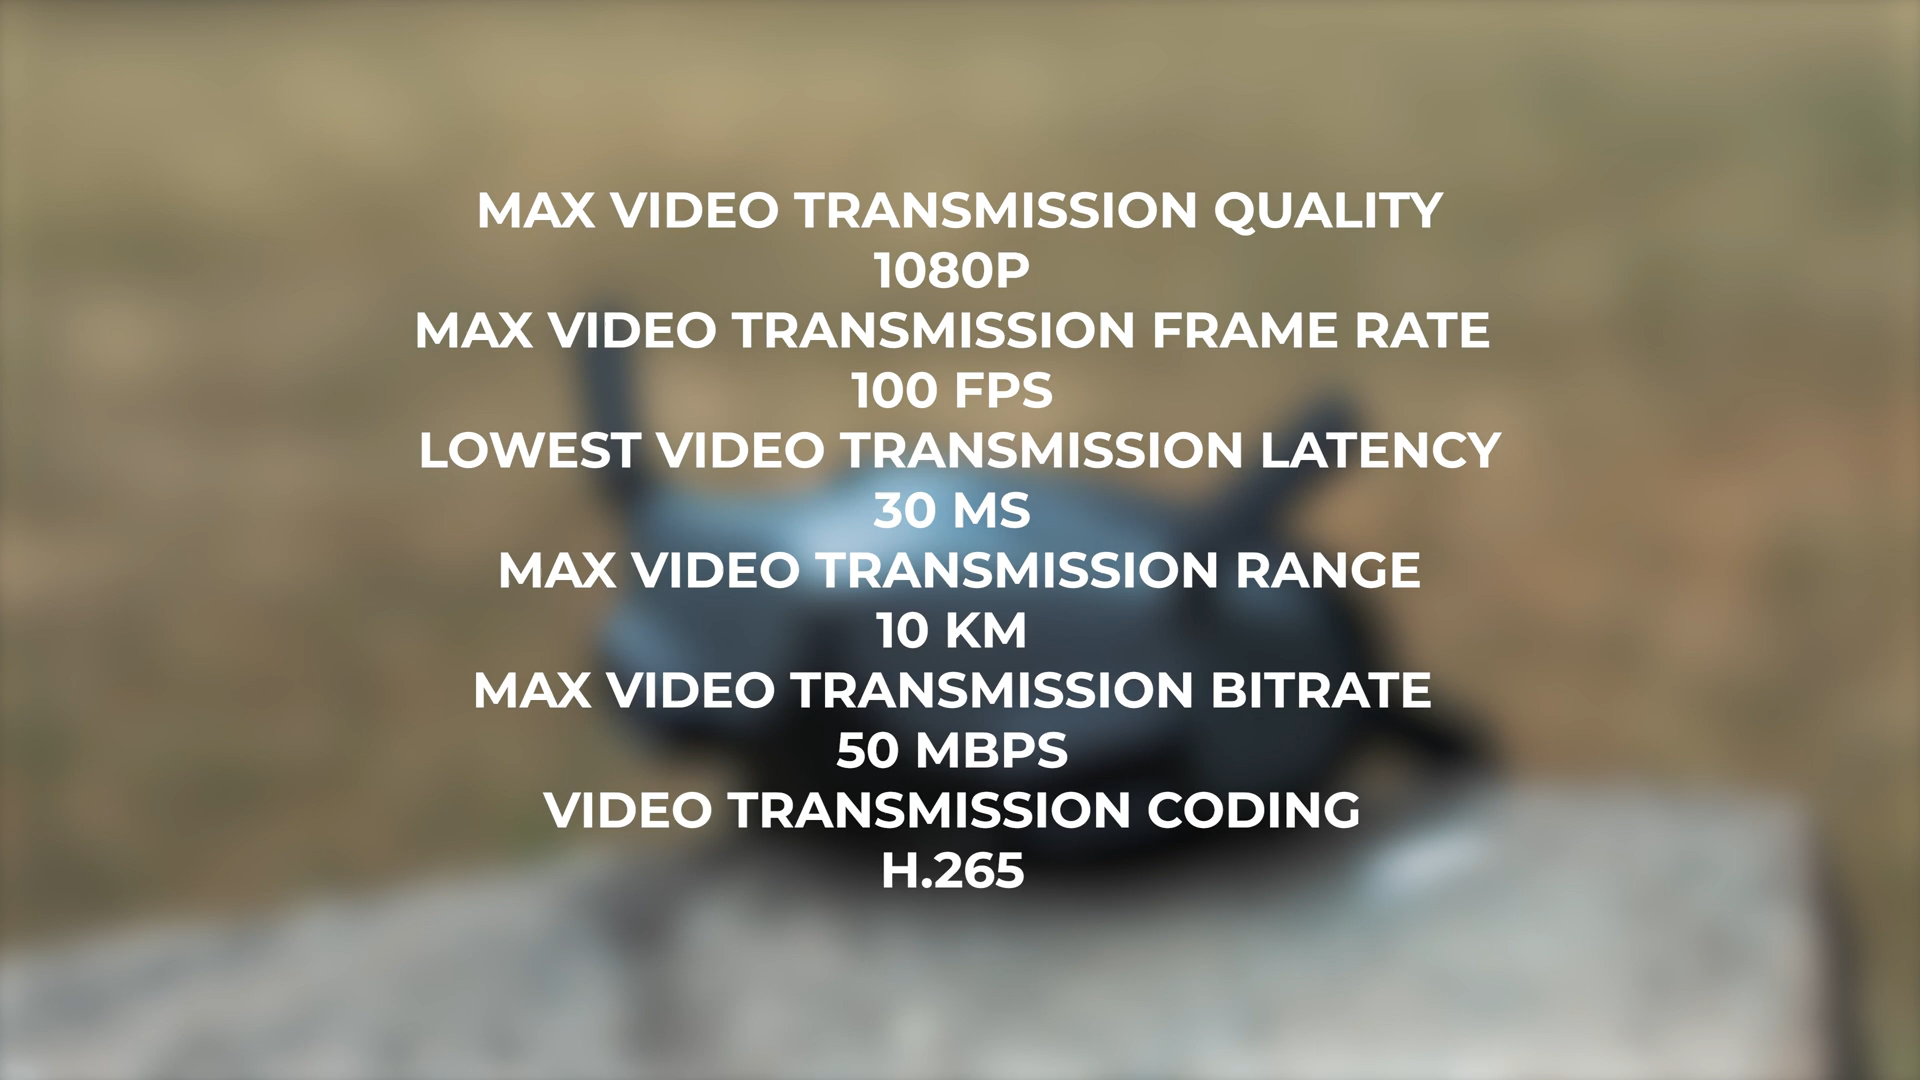 MAX VIDEO TRANSMISSION QUALITY
1080P
MAX VIDEO TRANSMISSION FRAME RATE
100 FPS
LOWEST VIDEO TRANSMISSION LATENCY
30 MS
MAX VIDEO TRANSMISSION RANGE
10 KM
MAX VIDEO TRANSMISSION BITRATE
50 MBPS
VIDEO TRANSMISSION CODING
H.265